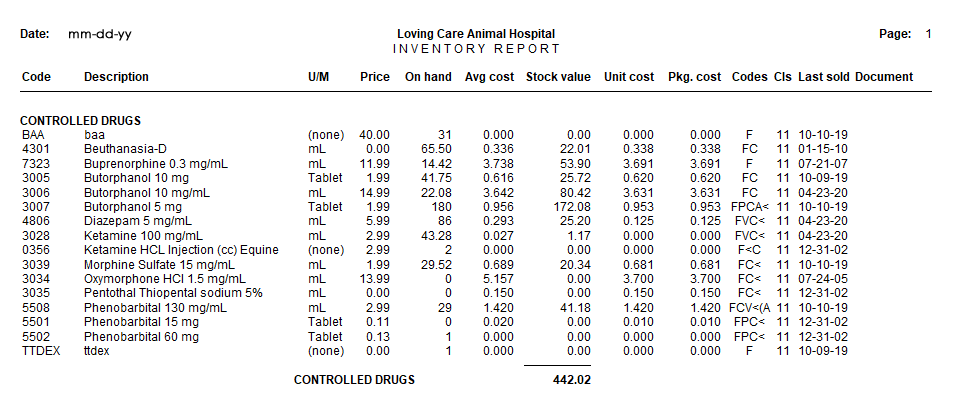 Date: mm-dd-yy Loving Care Animal Hospital Page: 1
INVENTORY REPORT
Code Description U/M Price On hand Avg cost Stock value Unit cost Pkg. cost Codes Cls Last sold Document
CONTROLLED DRUGS
BAA baa (none) 40.00 31 0.000 0.00 0.000 0.000 F 11 10-10-19
4301 Beuthanasia-D mL 0.00 65.50 0.336 22.01 0.338 0.338 FC 11 01-15-10
7323 Buprenorphine 0.3 mg/mL mL 11.99 14.42 3.738 53.90 3.691 3.691 F 11 07-21-07
3005 Butorphanol 10 mg Tablet 1.99 41.75 0.616 25.72 0.620 0.620 FC 11 10-09-19
3006 Butorphanol 10 mg/mL mL 14.99 22.08 3.642 80.42 3.631 3.631 FC 11 04-23-20
3007 Butorphanol 5 mg Tablet 1.99 180 0.956 172.08 0.953 0.953 FPCA< 11 10-10-19
4806 Diazepam 5 mg/mL mL 5.99 86 0.293 25.20 0.125 0.125 FVC< 11 04-23-20
3028 Ketamine 100 mg/mL mL 2.99 43.28 0.027 1.17 0.000 0.000 FVC< 11 04-23-20
0356 Ketamine HCL Injection (cc) Equine (none) 2.99 2 0.000 0.00 0.000 0.000 F<C 11 12-31-02
3039 Morphine Sulfate 15 mg/mL mL 1.99 29.52 0.689 20.34 0.681 0.681 FC< 11 10-10-19
3034 Oxymorphone HCl 1.5 mg/mL mL 13.99 0 5.157 0.00 3.700 3.700 FC< 11 07-24-05
3035 Pentothal Thiopental sodium 5% mL 0.00 0 0.150 0.00 0.150 0.150 FC< 11 12-31-02
5508 Phenobarbital 130 mg/mL mL 2.99 29 1.420 41.18 1.420 1.420 FCV<(A 11 10-10-19
5501 Phenobarbital 15 mg Tablet 0.11 0 0.020 0.00 0.010 0.010 FPC< 11 12-31-02
5502 Phenobarbital 60 mg Tablet 0.13 1 0.000 0.00 0.000 0.000 FPC< 11 12-31-02
TTDEX ttdex (none) 0.00 1 0.000 0.00 0.000 0.000 F 11 10-09-19
CONTROLLED DRUGS 442.02